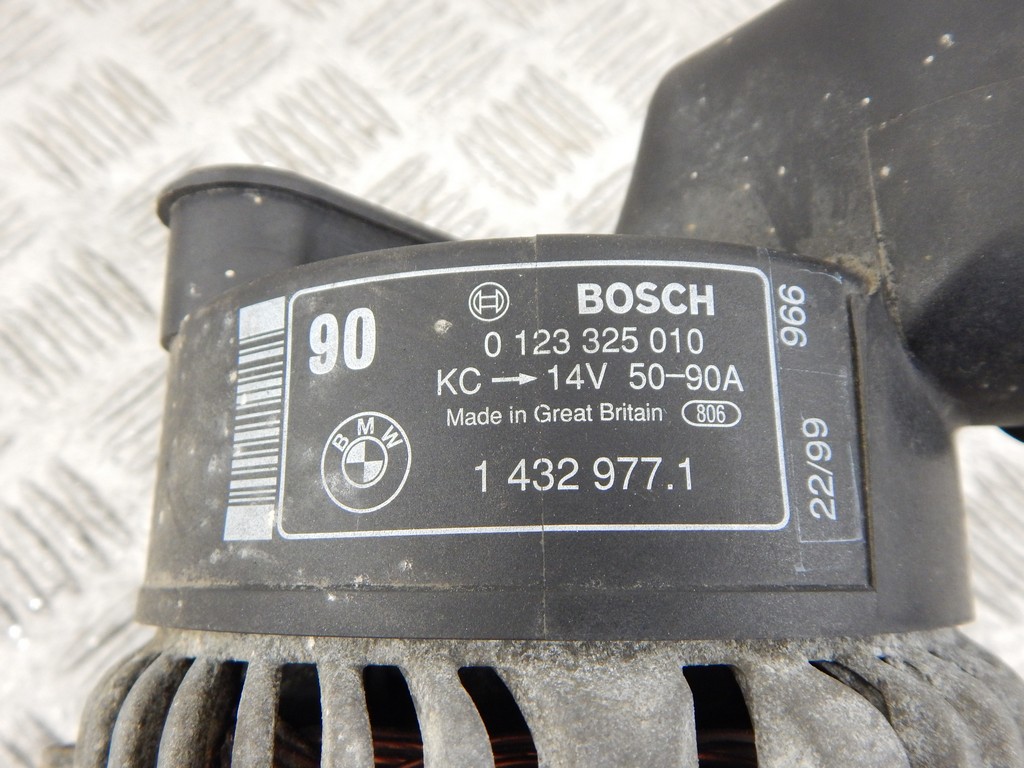 90
BOSCH
0 123 325 010
KC → 14V 50-90A
Made in Great Britain 806
BMW
1 432 977.1
966
22/99